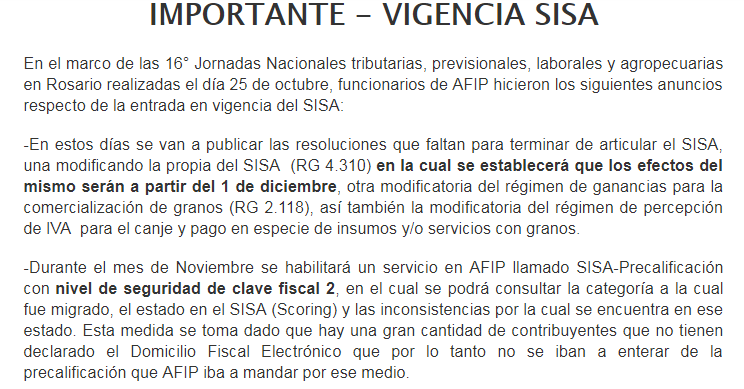 IMPORTANTE – VIGENCIA SISA
En el marco de las 16° Jornadas Nacionales tributarias, previsionales, laborales y agropecuarias
en Rosario realizadas el día 25 de octubre, funcionarios de AFIP hicieron los siguientes anuncios
respecto de la entrada en vigencia del SISA:
-En estos días se van a publicar las resoluciones que faltan para terminar de articular el SISA,
una modificando la propia del SISA (RG 4.310) en la cual se establecerá que los efectos del
mismo serán a partir del 1 de diciembre, otra modificatoria del régimen de ganancias para la
comercialización de granos (RG 2.118), así también la modificatoria del régimen de percepción
de IVA para el canje y pago en especie de insumos y/o servicios con granos.
-Durante el mes de Noviembre se habilitará un servicio en AFIP llamado SISA-Precalificación
con nivel de seguridad de clave fiscal 2, en el cual se podrá consultar la categoría a la cual
fue migrado, el estado en el SISA (Scoring) y las inconsistencias por la cual se encuentra en ese
estado. Esta medida se toma dado que hay una gran cantidad de contribuyentes que no tienen
declarado el Domicilio Fiscal Electrónico que por lo tanto no se iban a enterar de la
precalificación que AFIP iba a mandar por ese medio.